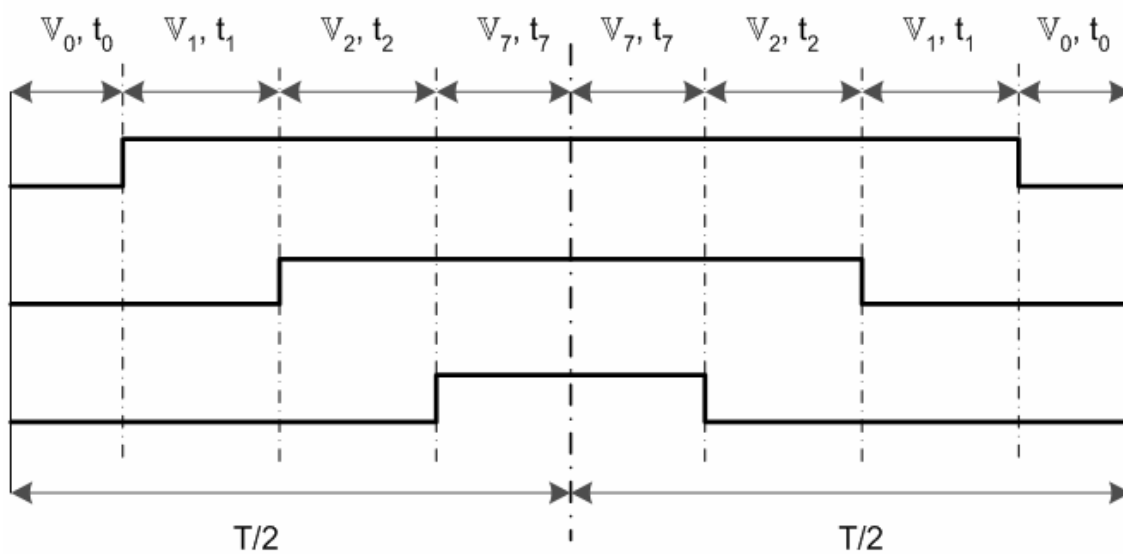 𝕍₀, t₀ 𝕍₁, t₁ 𝕍₂, t₂ 𝕍₇, t₇ 𝕍₇, t₇ 𝕍₂, t₂ 𝕍₁, t₁ 𝕍₀, t₀
T/2 T/2